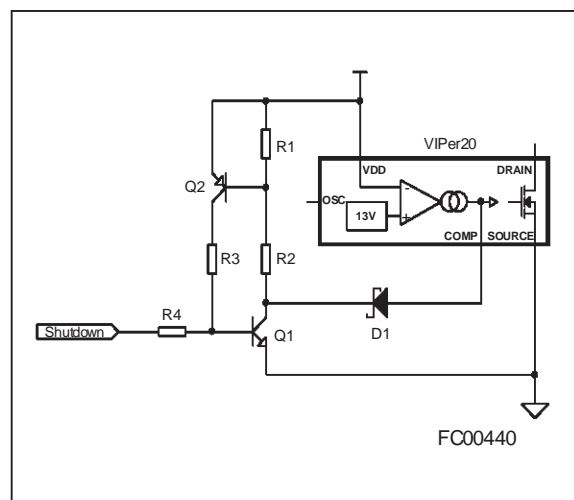 VIPer20
R1
VDD
DRAIN
Q2
OSC
-
13V
+
COMP SOURCE
R3
R2
D1
R4
Shutdown
Q1
FC00440